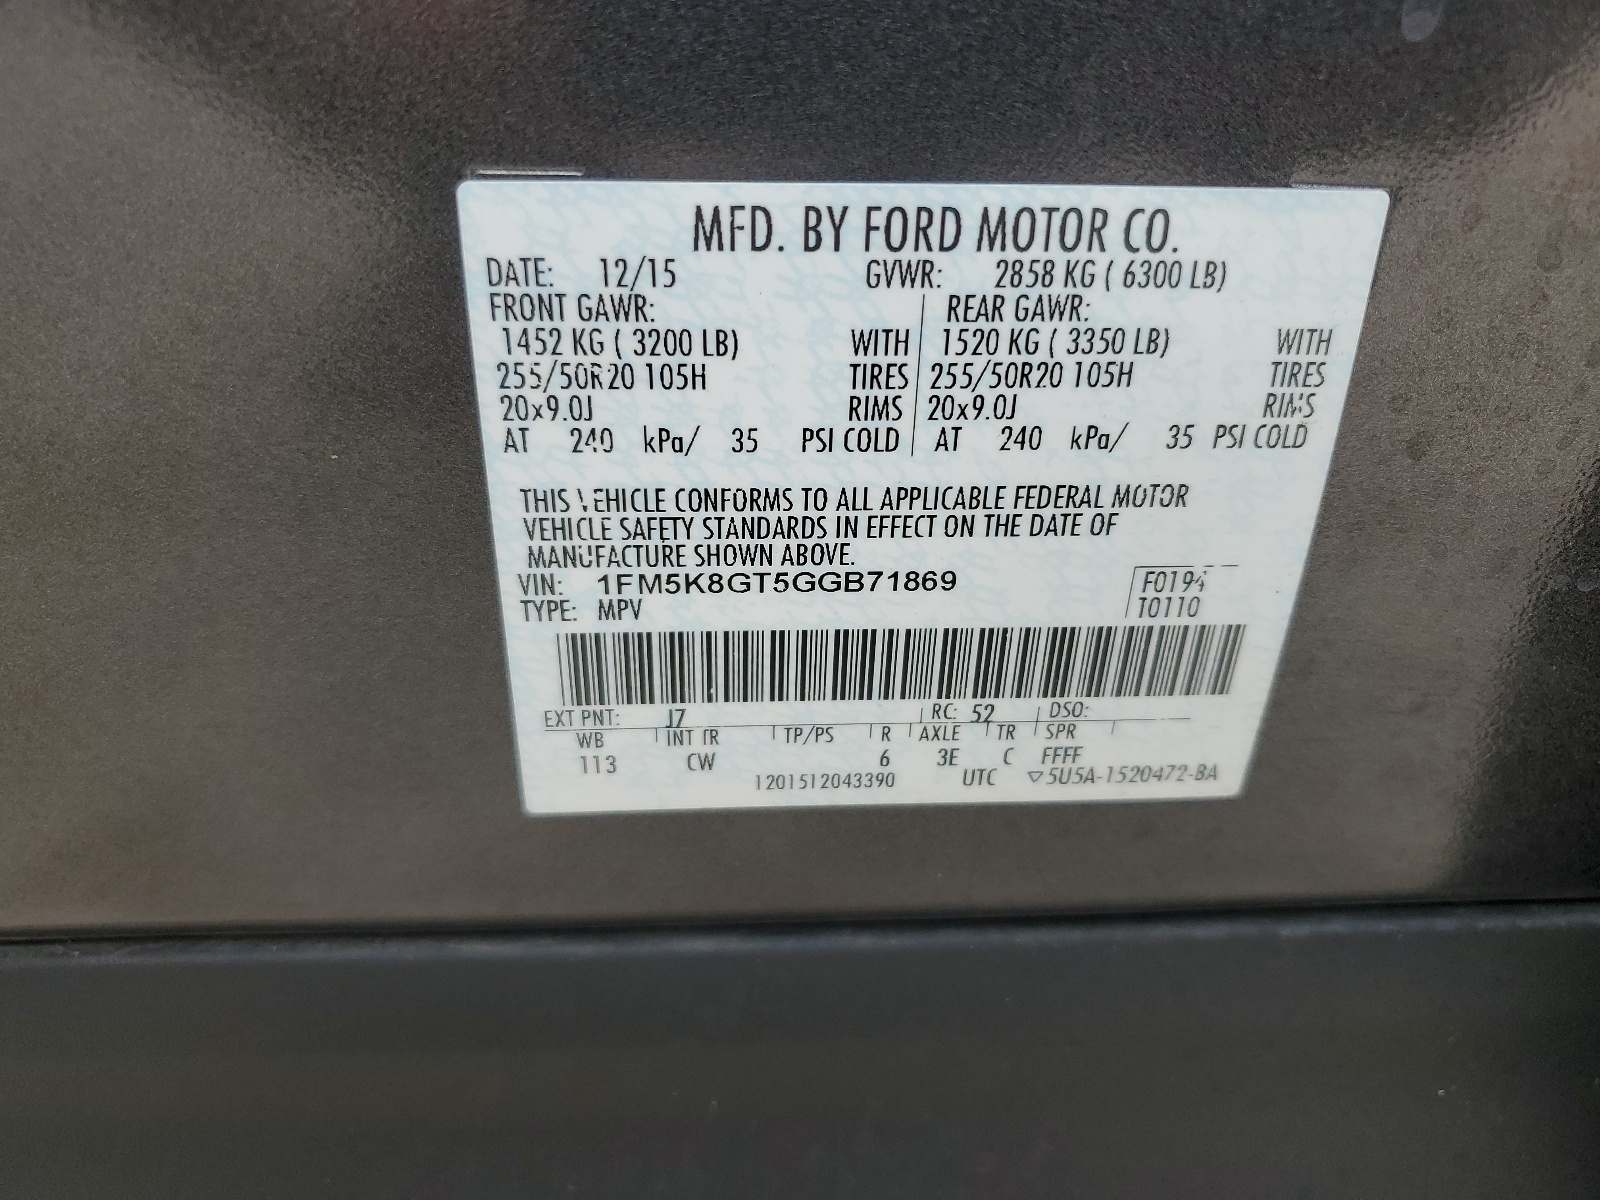 MFD. BY FORD MOTOR CO.
DATE: 12/15 GVWR: 2858 KG ( 6300 LB)
FRONT GAWR: REAR GAWR:
1452 KG ( 3200 LB) WITH 1520 KG ( 3350 LB) WITH
255/50R20 105H TIRES 255/50R20 105H TIRES
20x9.0J RIMS 20x9.0J RIMS
AT 240 kPa/ 35 PSI COLD AT 240 kPa/ 35 PSI COLD
THIS VEHICLE CONFORMS TO ALL APPLICABLE FEDERAL MOTOR
VEHICLE SAFETY STANDARDS IN EFFECT ON THE DATE OF
MANUFACTURE SHOWN ABOVE.
VIN: 1FM5K8GT5GGB71869 F0194
TYPE: MPV T0110
EXT PNT: J7 RC: 52 DSO:
WB INT TR TP/PS R AXLE TR SPR
113 CW 6 3E C FFFF
1201512043390 UTC ▽5U5A-1520472-BA